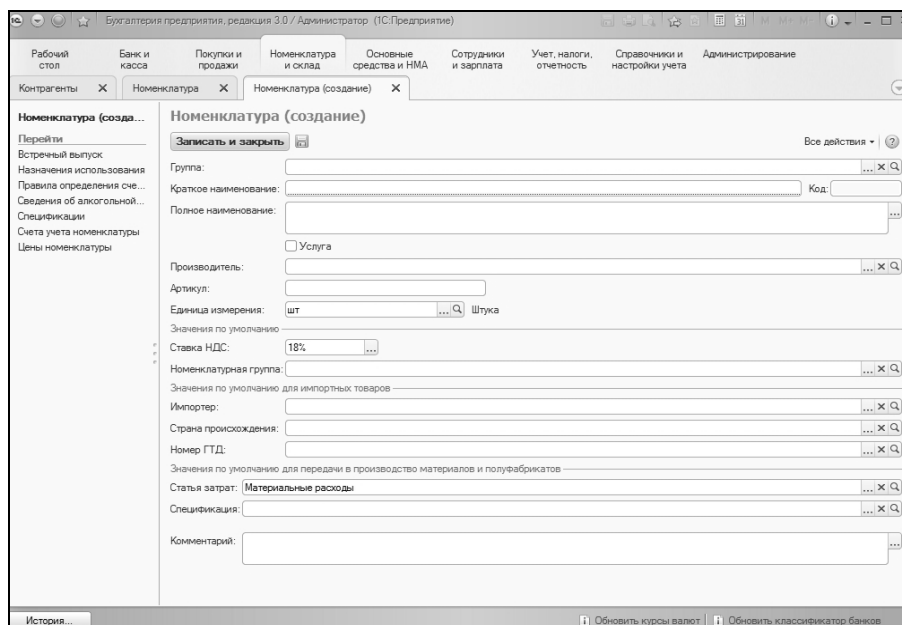 Бухгалтерия предприятия, редакция 3.0 / Администратор (1С:Предприятие)
M M+ M-
Рабочий стол
Банк и касса
Покупки и продажи
Номенклатура и склад
Основные средства и НМА
Сотрудники и зарплата
Учет, налоги, отчетность
Справочники и настройки учета
Администрирование
Контрагенты
Номенклатура
Номенклатура (создание)
Номенклатура (созда...
Перейти
Встречный выпуск
Назначения использования
Правила определения сче...
Сведения об алкогольной...
Спецификации
Счета учета номенклатуры
Цены номенклатуры
Номенклатура (создание)
Записать и закрыть
Все действия
Группа:
Краткое наименование:
Код:
Полное наименование:
Услуга
Производитель:
Артикул:
Единица измерения: шт Штука
Значения по умолчанию
Ставка НДС: 18%
Номенклатурная группа:
Значения по умолчанию для импортных товаров
Импортер:
Страна происхождения:
Номер ГТД:
Значения по умолчанию для передачи в производство материалов и полуфабрикатов
Статья затрат: Материальные расходы
Спецификация:
Комментарий:
История...
Обновить курсы валют
Обновить классификатор банков